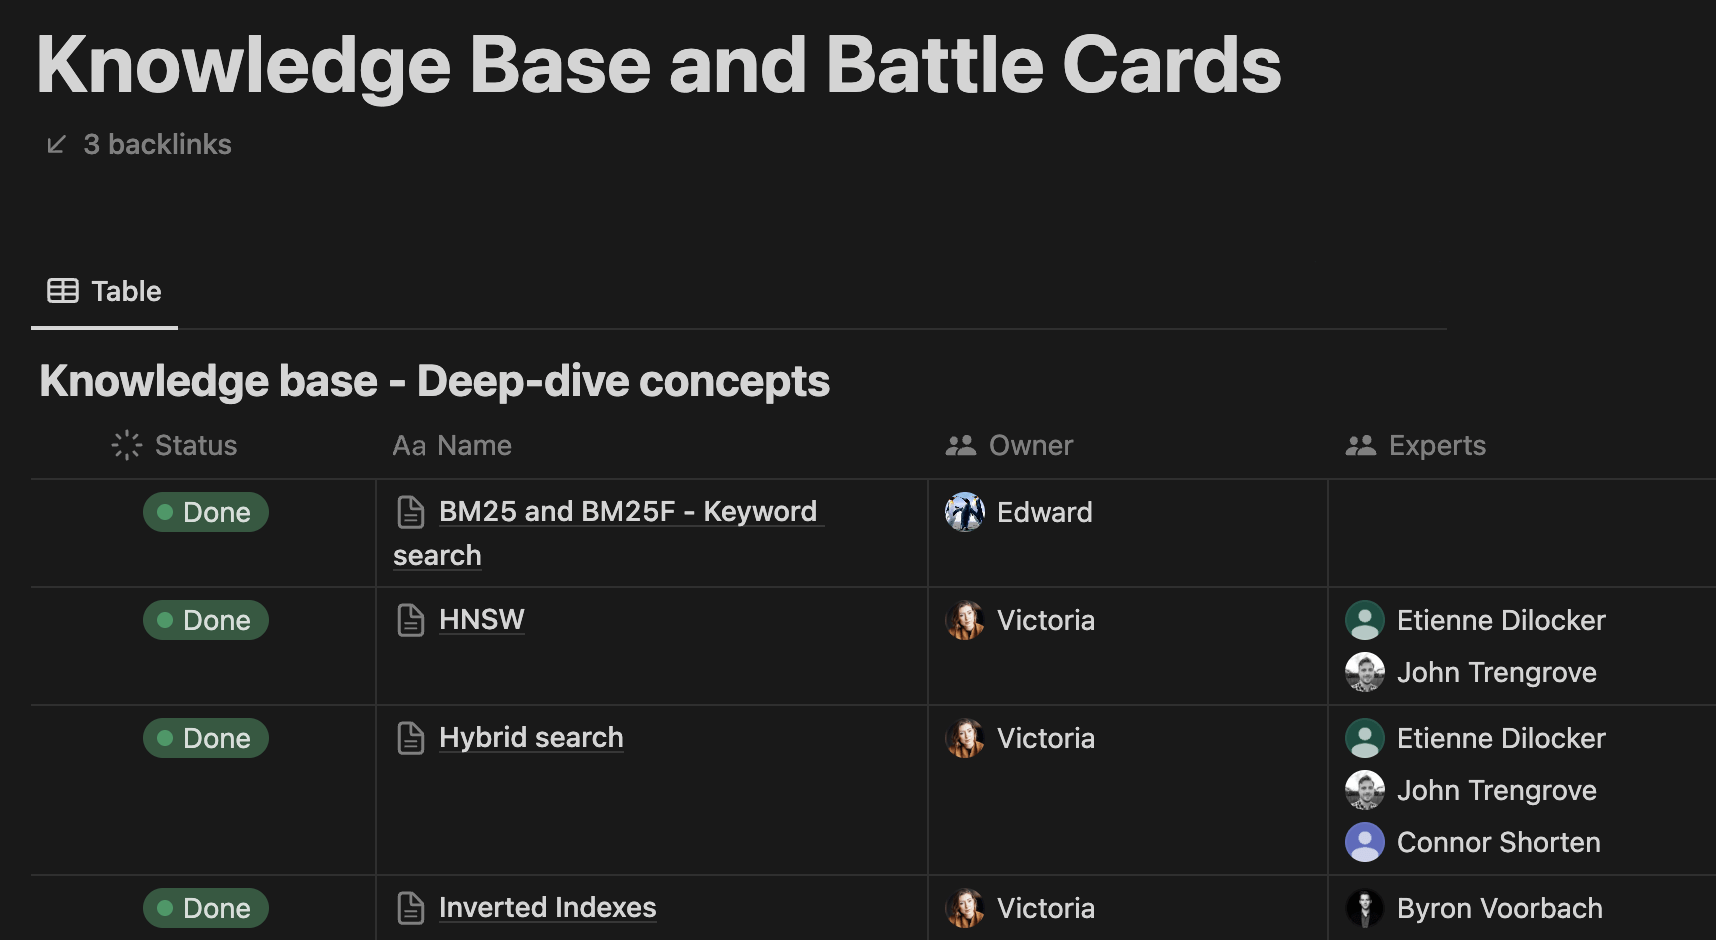 Knowledge Base and Battle Cards
3 backlinks
Table
Knowledge base - Deep-dive concepts
Status Aa Name Owner Experts
Done BM25 and BM25F - Keyword Edward
search
Done HNSW Victoria Etienne Dilocker
John Trengrove
Done Hybrid search Victoria Etienne Dilocker
John Trengrove
Connor Shorten
Done Inverted Indexes Victoria Byron Voorbach